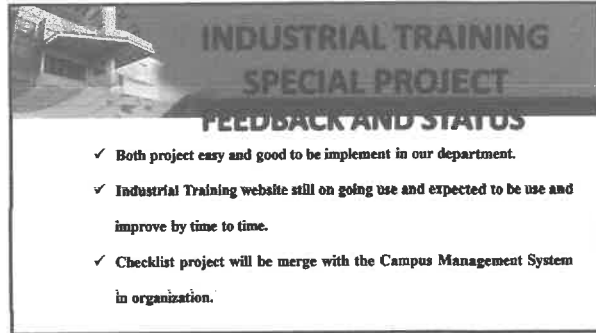 INDUSTRIAL TRAINING
SPECIAL PROJECT
FEEDBACK AND STATUS
✓ Both project easy and good to be implement in our department.
✓ Industrial Training website still on going use and expected to be use and
improve by time to time.
✓ Checklist project will be merge with the Campus Management System
in organization.